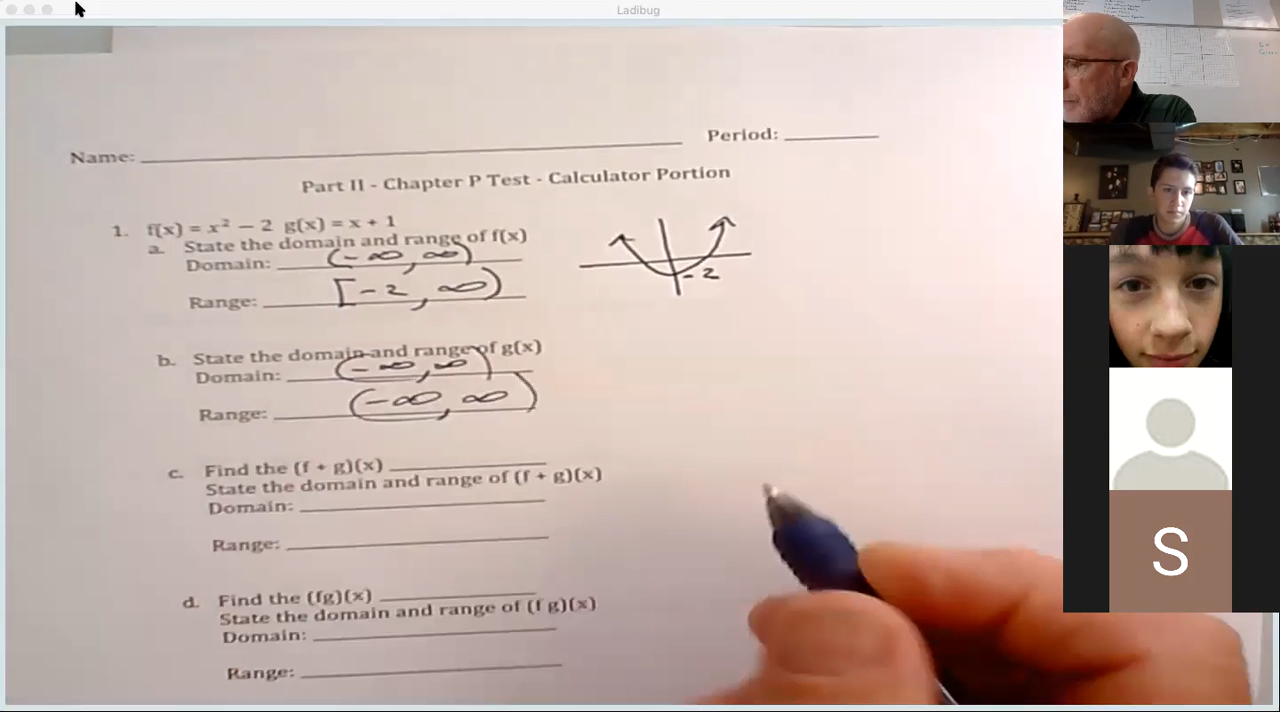 Ladibug
Name: Period:
Part II - Chapter P Test - Calculator Portion
1. f(x) = x² – 2 g(x) = x + 1
a. State the domain and range of f(x)
Domain: (-∞, ∞)
Range: [-2, ∞)
-2
b. State the domain and range of g(x)
Domain: (-∞, ∞)
Range: (-∞, ∞)
c. Find the (f + g)(x)
State the domain and range of (f + g)(x)
Domain:
Range:
d. Find the (fg)(x)
State the domain and range of (f g)(x)
Domain:
Range:
S